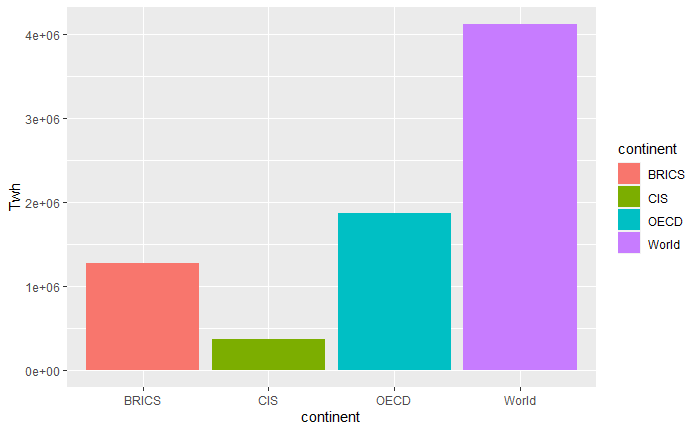 Twh
4e+06
3e+06
2e+06
1e+06
0e+00
BRICS
CIS
OECD
World
continent
continent
BRICS
CIS
OECD
World